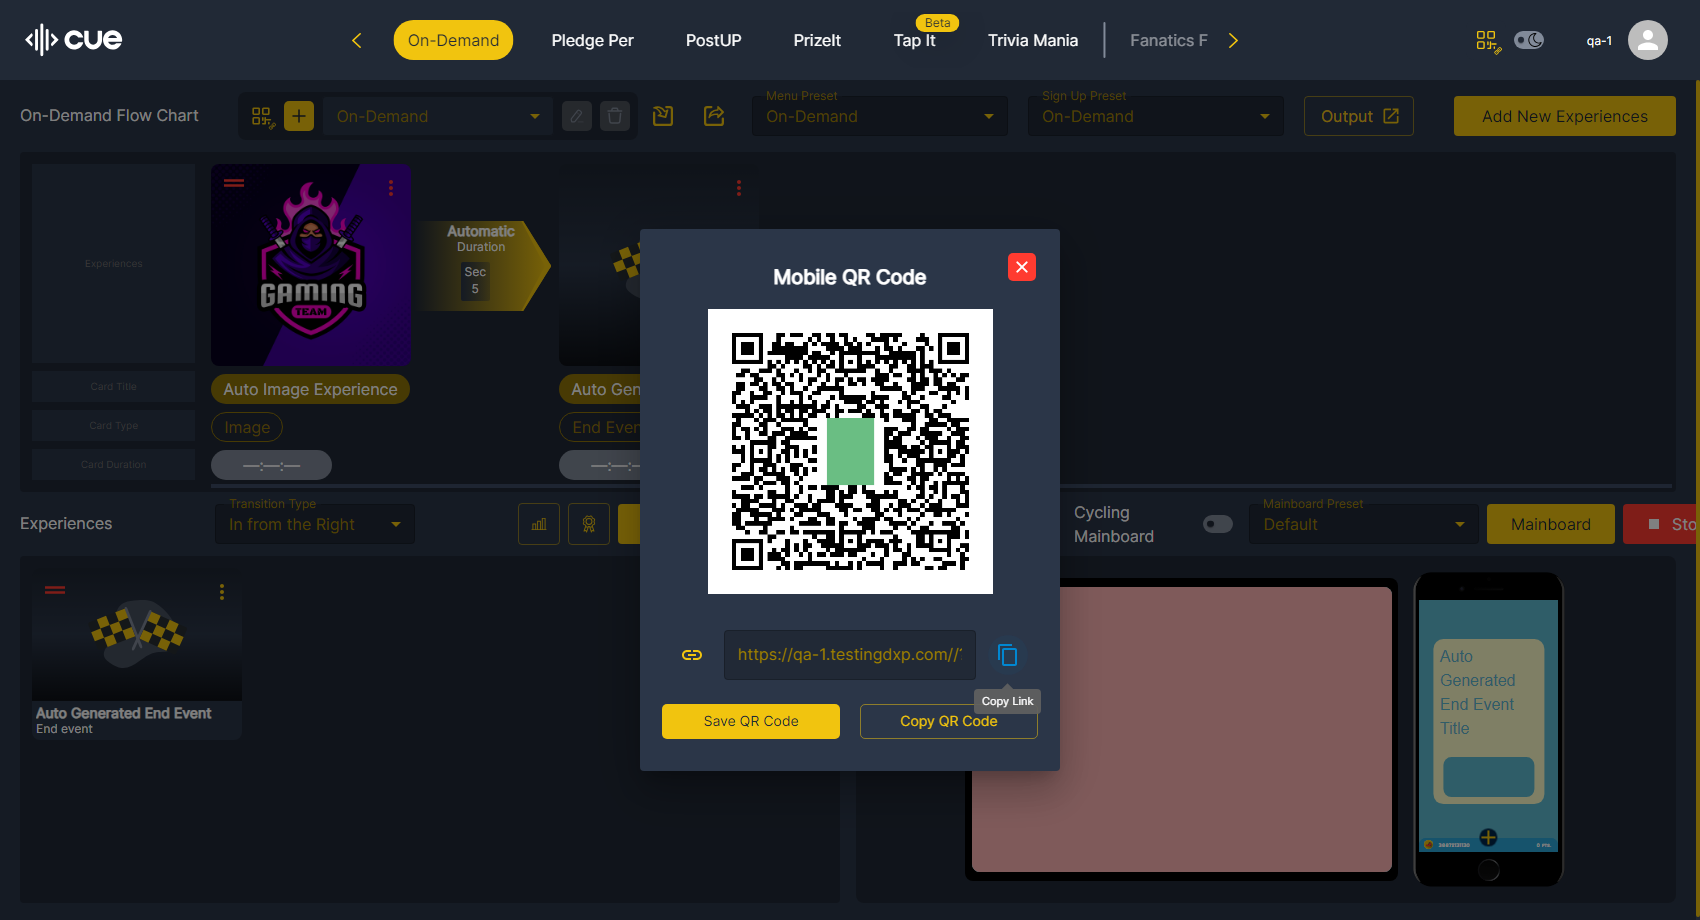 cue
On-Demand
Pledge Per
PostUP
PrizeIt
Beta
Tap It
Trivia Mania
Fanatics F
qa-1
On-Demand Flow Chart
On-Demand
Menu Preset
On-Demand
Sign Up Preset
On-Demand
Output
Add New Experiences
Experiences
Card Title
Card Type
Card Duration
GAMING
TEAM
Auto Image Experience
Image
—:—:—
Automatic
Duration
Sec
5
Auto Gen
End Even
—:—:—
Mobile QR Code
https://qa-1.testingdxp.com//?
Copy Link
Save QR Code
Copy QR Code
Experiences
Transition Type
In from the Right
Cycling
Mainboard
Mainboard Preset
Default
Mainboard
Sto
Auto Generated End Event
End event
Auto
Generated
End Event
Title
0 Pts.